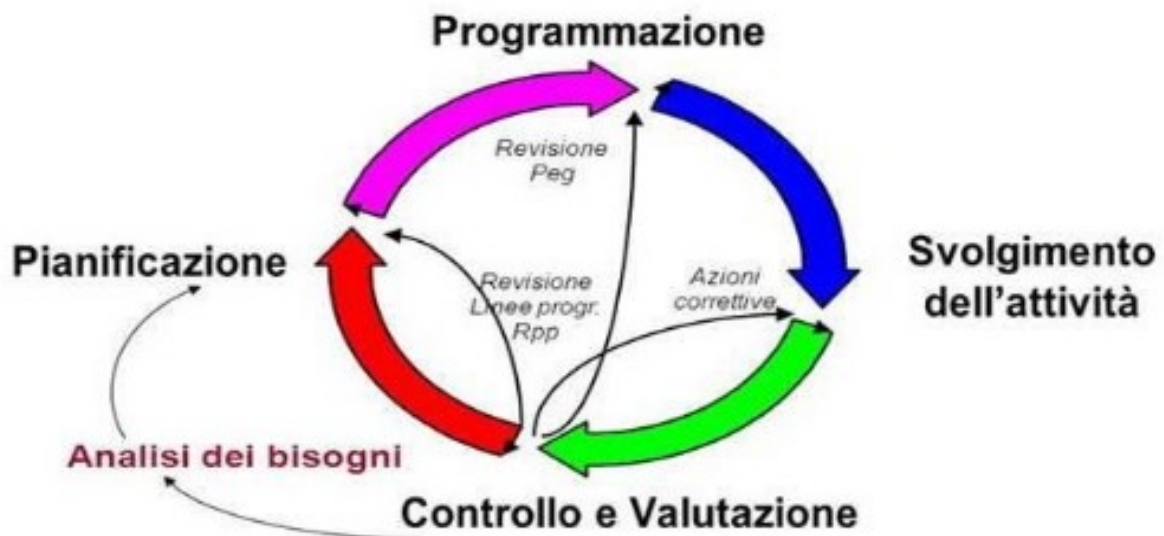 Programmazione
Revisione
Peg
Pianificazione
Revisione
Linee progr.
Rpp
Azioni
correttive
Svolgimento
dell'attività
Analisi dei bisogni
Controllo e Valutazione